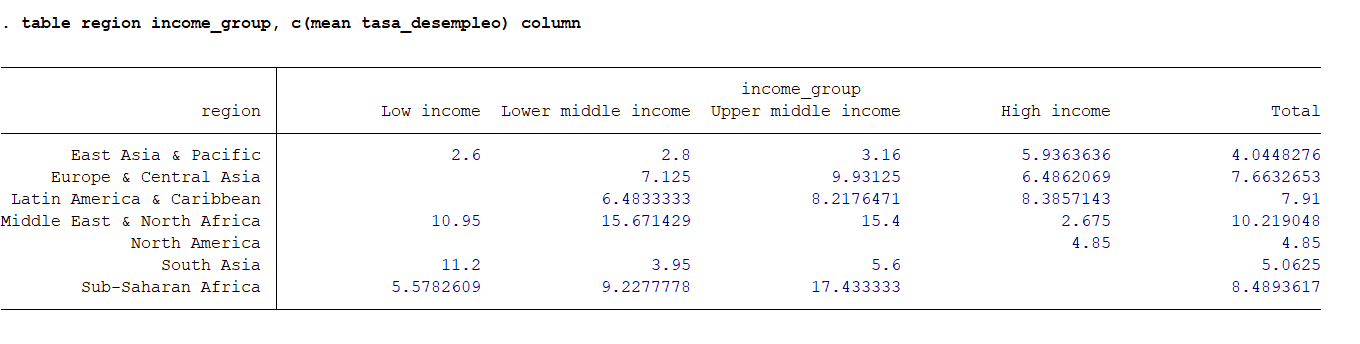 . table region income_group, c(mean tasa_desempleo) column
income_group
region Low income Lower middle income Upper middle income High income Total
East Asia & Pacific 2.6 2.8 3.16 5.9363636 4.0448276
Europe & Central Asia 7.125 9.93125 6.4862069 7.6632653
Latin America & Caribbean 6.4833333 8.2176471 8.3857143 7.91
Middle East & North Africa 10.95 15.671429 15.4 2.675 10.219048
North America 4.85 4.85
South Asia 11.2 3.95 5.6 5.0625
Sub-Saharan Africa 5.5782609 9.2277778 17.433333 8.4893617